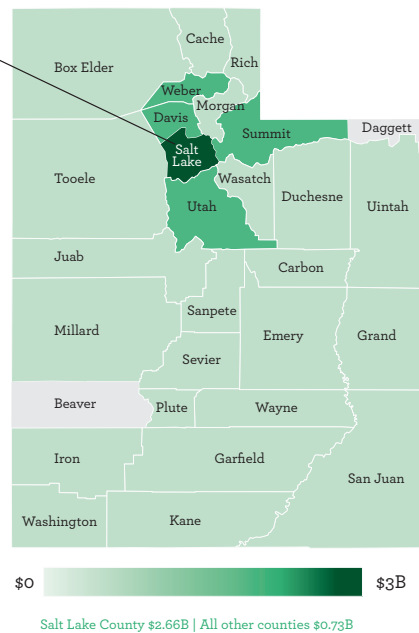 Cache
Rich
Box Elder
Weber
Morgan
Davis
Summit
Daggett
Salt
Lake
Tooele
Wasatch
Duchesne
Utah
Uintah
Juab
Carbon
Sanpete
Millard
Emery
Grand
Sevier
Beaver
Piute
Wayne
Iron
Garfield
San Juan
Washington
Kane
$0
$3B
Salt Lake County $2.66B | All other counties $0.73B